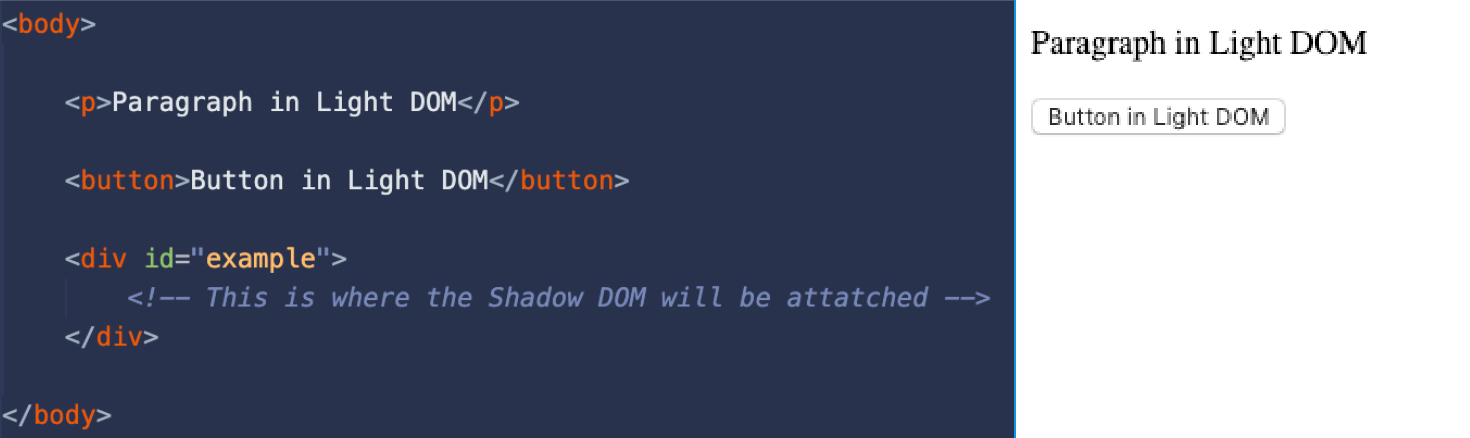 <body>
<p>Paragraph in Light DOM</p>
<button>Button in Light DOM</button>
<div id="example">
<!-- This is where the Shadow DOM will be attatched -->
</div>
</body>
Paragraph in Light DOM
Button in Light DOM